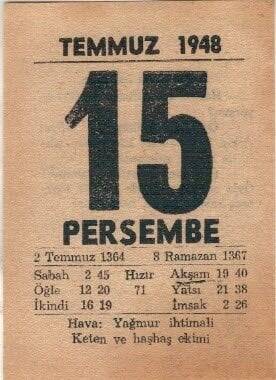 TEMMUZ 1948
15
PERŞEMBE
2 Temmuz 1364 8 Ramazan 1367
Sabah 2 45 Hızır Akşam 19 40
Öğle 12 20 71 Yatsı 21 38
İkindi 16 19 İmsak 2 26
Hava: Yağmur ihtimali
Keten ve haşhaş ekimi